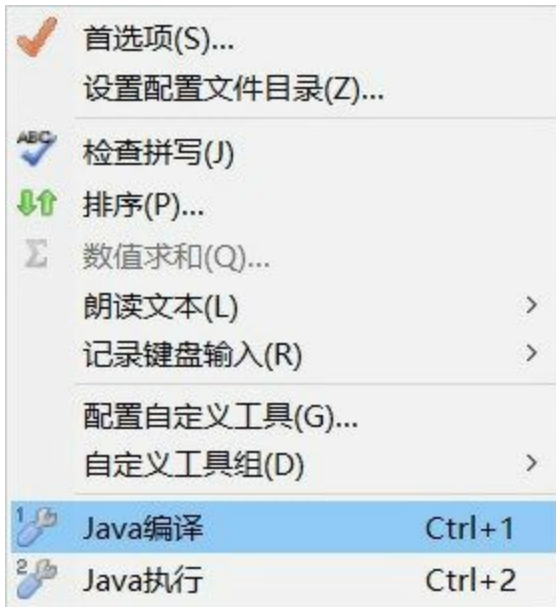 首选项(S)...
设置配置文件目录(Z)...
ABC
检查拼写(J)
排序(P)...
Σ 数值求和(Q)...
朗读文本(L)
记录键盘输入(R)
配置自定义工具(G)...
自定义工具组(D)
1 Java编译 Ctrl+1
2 Java执行 Ctrl+2